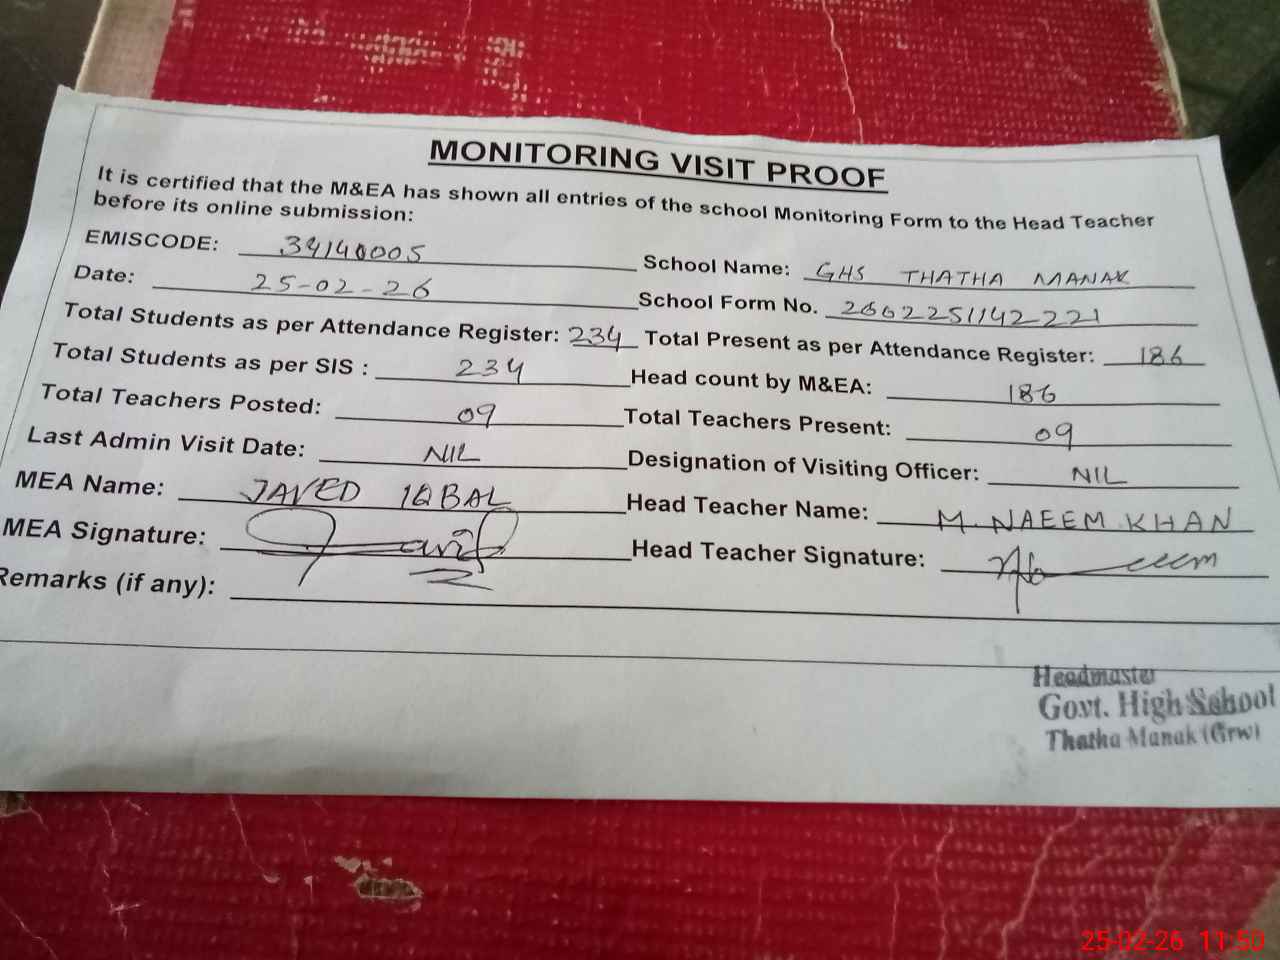 MONITORING VISIT PROOF
It is certified that the M&EA has shown all entries of the school Monitoring Form to the Head Teacher
before its online submission:
EMISCODE: 34140005 School Name: GHS THATHA MANAK
Date: 25-02-26 School Form No. 2602251142221
Total Students as per Attendance Register: 234 Total Present as per Attendance Register: 186
Total Students as per SIS : 234 Head count by M&EA: 186
Total Teachers Posted: 09 Total Teachers Present: 09
Last Admin Visit Date: NIL Designation of Visiting Officer: NIL
MEA Name: JAVED IQBAL Head Teacher Name: M. NAEEM KHAN
MEA Signature: Head Teacher Signature:
Remarks (if any):
Headmaster
Govt. High School
Thatha Manak (Grw)
25-02-26 11:50